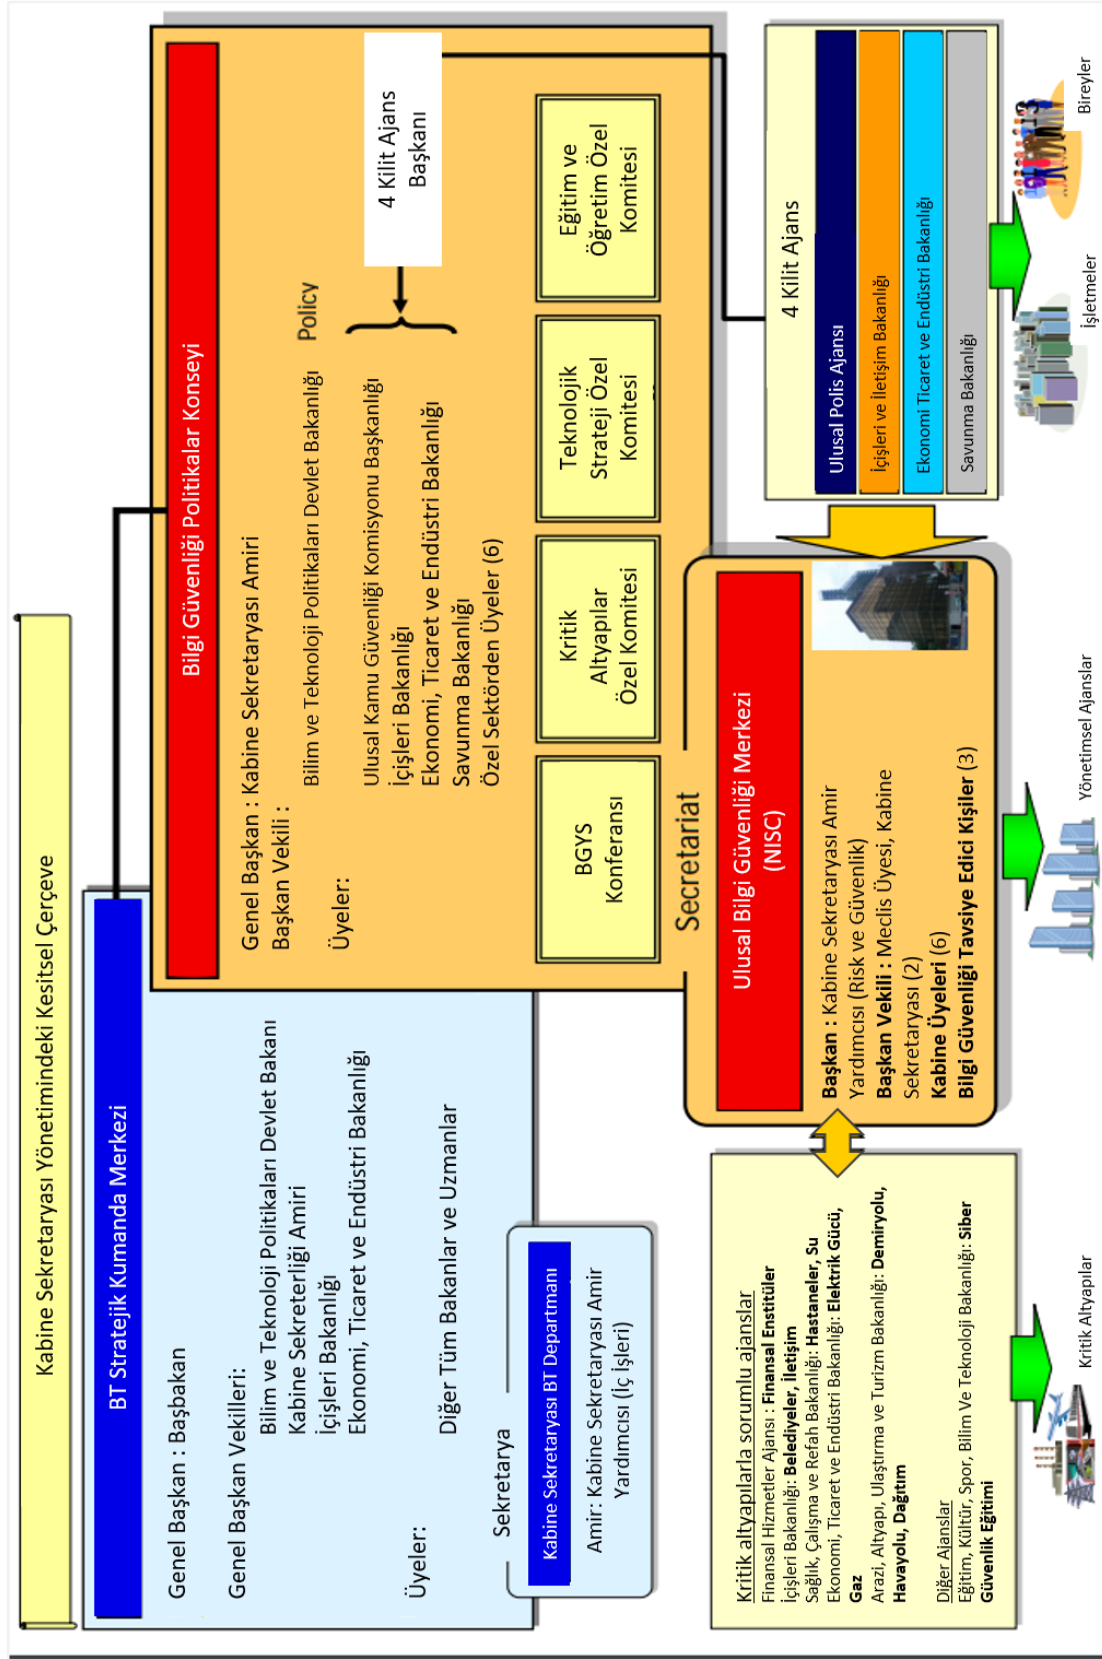 Kabine Sekretaryası Yönetimindeki Kesitsel Çerçeve
BT Stratejik Kumanda Merkezi
Genel Başkan : Başbakan
Genel Başkan Vekilleri:
Bilim ve Teknoloji Politikaları Devlet Bakanı
Kabine Sekreterliği Amiri
İçişleri Bakanlığı
Ekonomi, Ticaret ve Endüstri Bakanlığı
Üyeler:
Diğer Tüm Bakanlar ve Uzmanlar
Sekretarya
Kabine Sekretaryası BT Departmanı
Amir: Kabine Sekretaryası Amir
Yardımcısı (İç İşleri)
Bilgi Güvenliği Politikalar Konseyi
Genel Başkan : Kabine Sekretaryası Amiri
Başkan Vekili :
Bilim ve Teknoloji Politikaları Devlet Bakanlığı
Policy
Üyeler:
Ulusal Kamu Güvenliği Komisyonu Başkanlığı
İçişleri Bakanlığı
Ekonomi, Ticaret ve Endüstri Bakanlığı
Savunma Bakanlığı
Özel Sektörden Üyeler (6)
4 Kilit Ajans
Başkanı
BGYS
Konferansı
Kritik
Altyapılar
Özel Komitesi
Teknolojik
Strateji Özel
Komitesi
Eğitim ve
Öğretim Özel
Komitesi
Secretariat
Ulusal Bilgi Güvenliği Merkezi
(NISC)
Başkan : Kabine Sekretaryası Amir
Yardımcısı (Risk ve Güvenlik)
Başkan Vekili : Meclis Üyesi, Kabine
Sekretaryası (2)
Kabine Üyeleri (6)
Bilgi Güvenliği Tavsiye Edici Kişiler (3)
4 Kilit Ajans
Ulusal Polis Ajansı
İçişleri ve İletişim Bakanlığı
Ekonomi Ticaret ve Endüstri Bakanlığı
Savunma Bakanlığı
Kritik altyapılarla sorumlu ajanslar
Finansal Hizmetler Ajansı : Finansal Enstitüler
İçişleri Bakanlığı: Belediyeler, İletişim
Sağlık, Çalışma ve Refah Bakanlığı: Hastaneler, Su
Ekonomi, Ticaret ve Endüstri Bakanlığı: Elektrik Gücü,
Gaz
Arazi, Altyapı, Ulaştırma ve Turizm Bakanlığı: Demiryolu,
Havayolu, Dağıtım
Diğer Ajanslar
Eğitim, Kültür, Spor, Bilim Ve Teknoloji Bakanlığı: Siber
Güvenlik Eğitimi
Kritik Altyapılar
Yönetimsel Ajanslar
İşletmeler
Bireyler